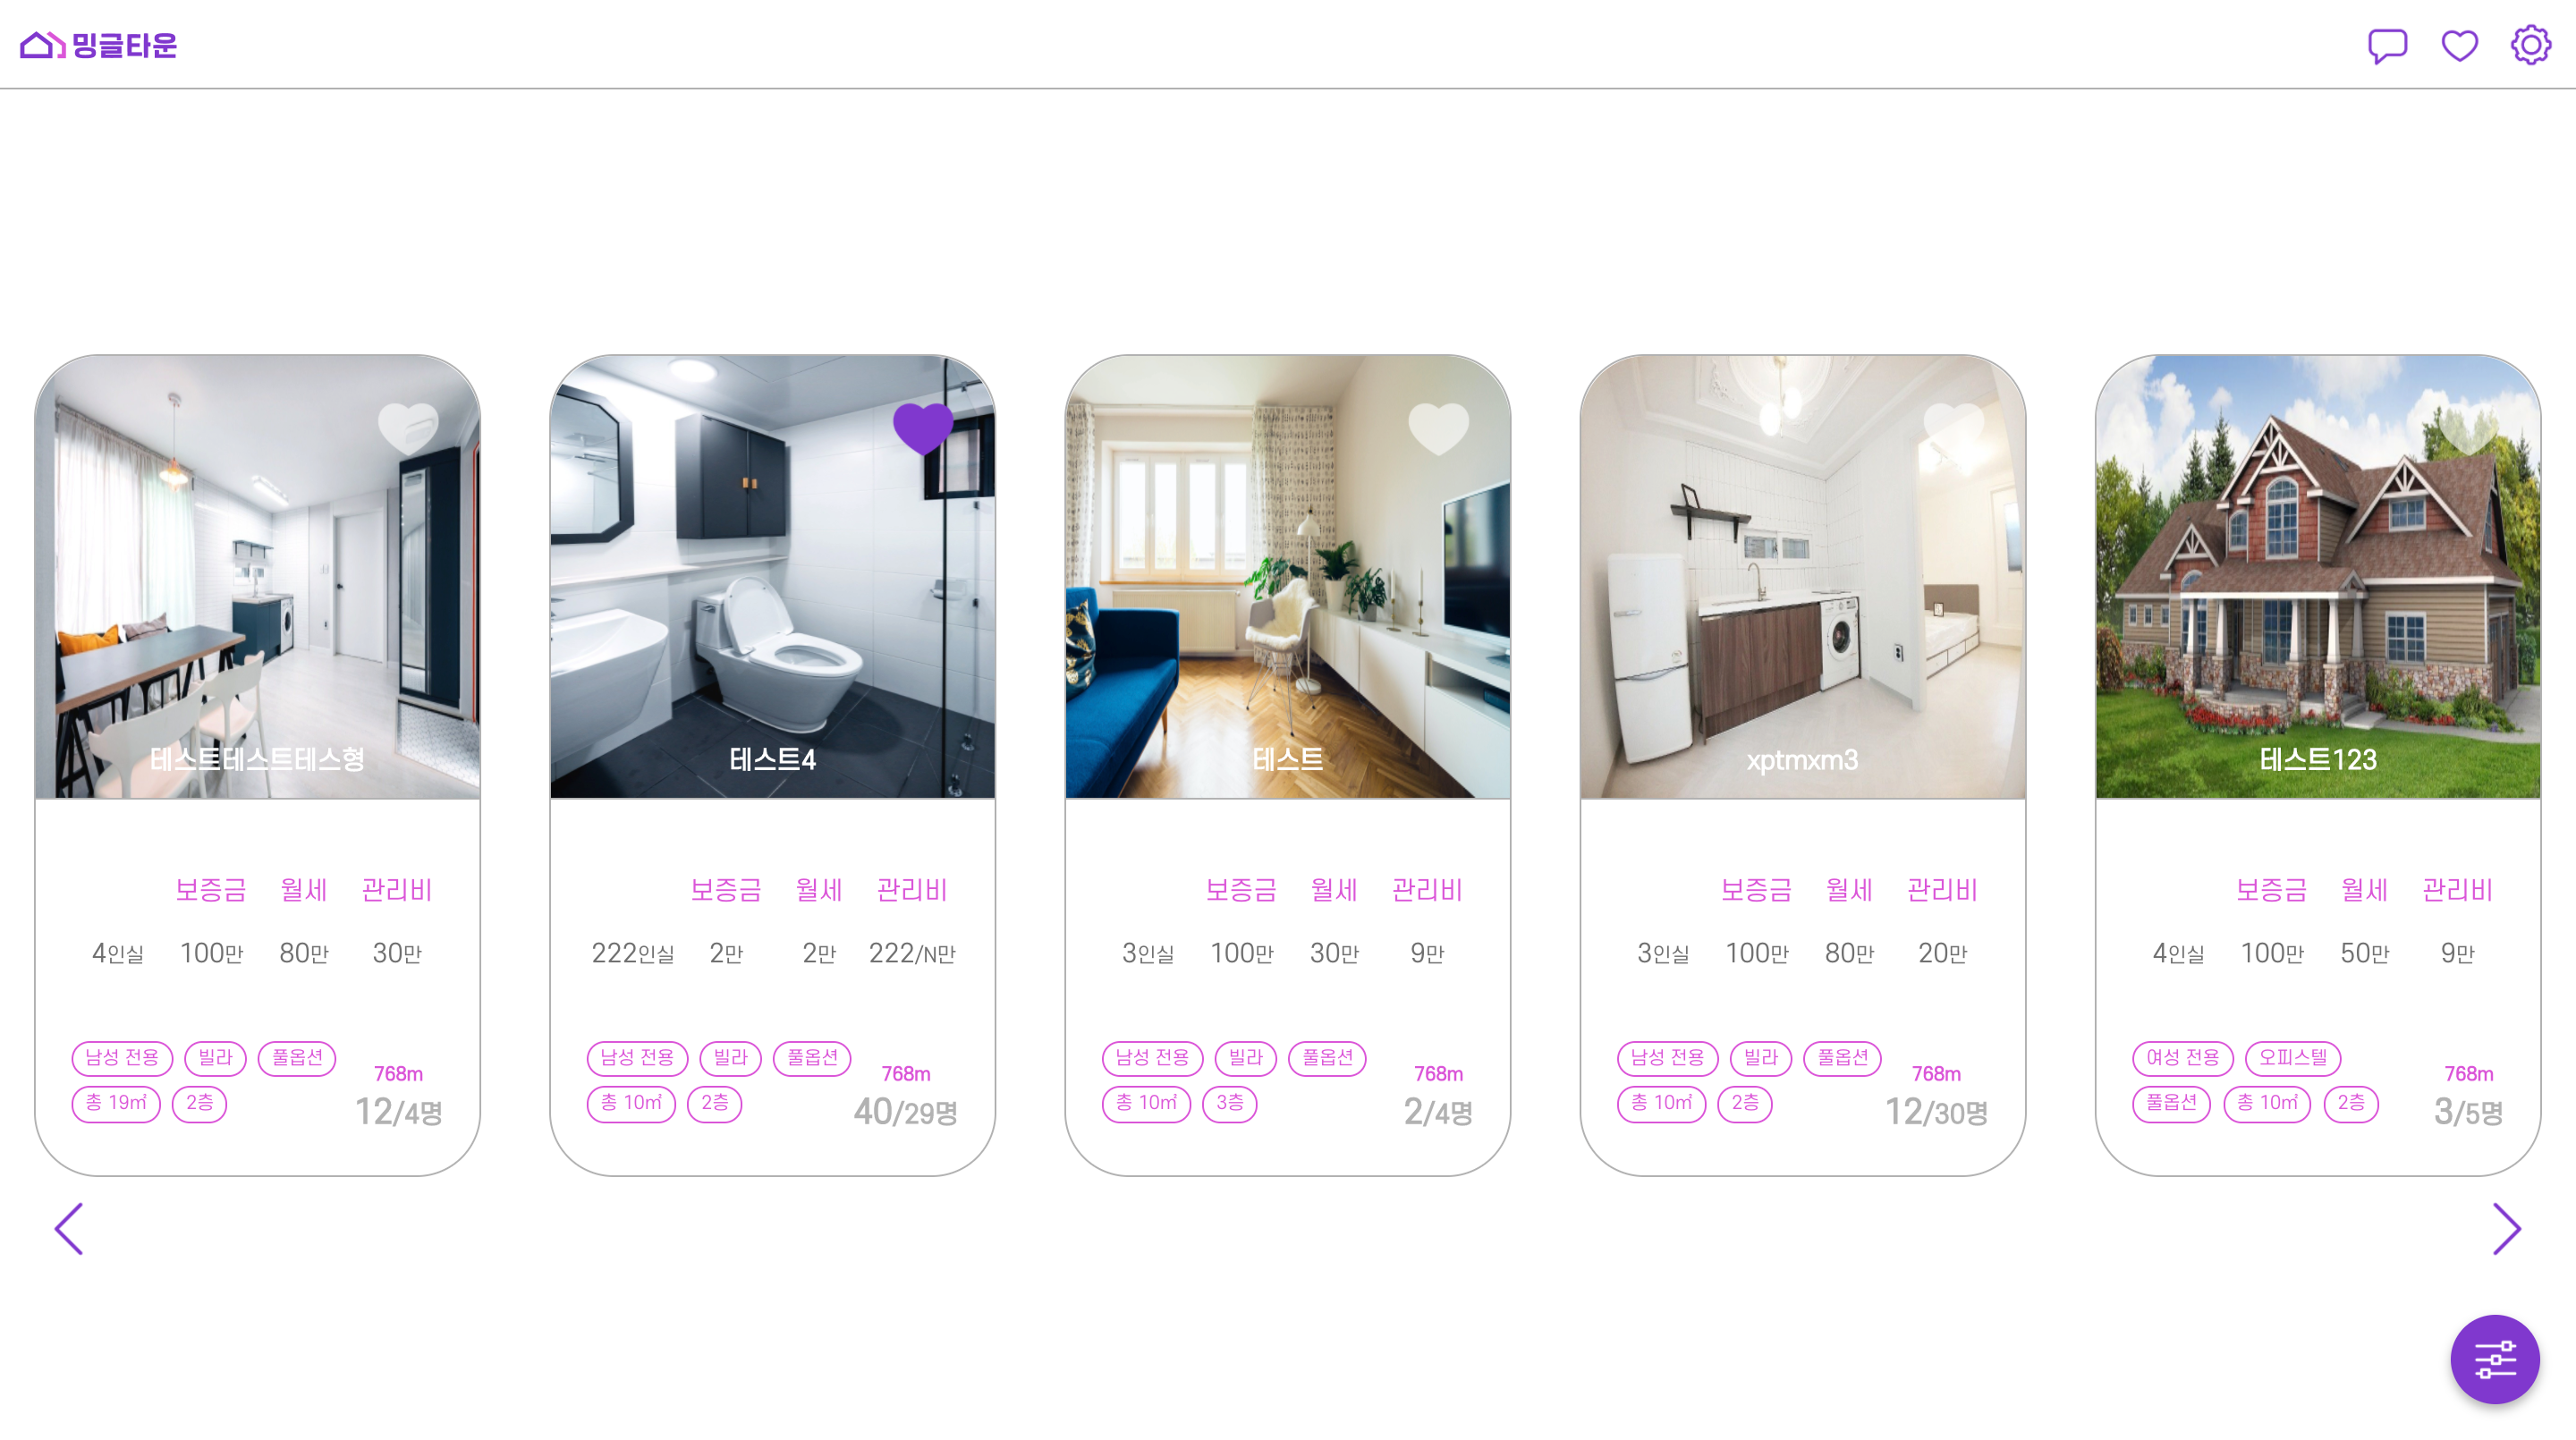 밍글타운
테스트테스트테스형
보증금 월세 관리비
4인실 100만 80만 30만
남성 전용 빌라 풀옵션
총 19㎡ 2층
768m
12/4명
테스트4
보증금 월세 관리비
222인실 2만 2만 222/N만
남성 전용 빌라 풀옵션
총 10㎡ 2층
768m
40/29명
테스트
보증금 월세 관리비
3인실 100만 30만 9만
남성 전용 빌라 풀옵션
총 10㎡ 3층
768m
2/4명
xptmxm3
보증금 월세 관리비
3인실 100만 80만 20만
남성 전용 빌라 풀옵션
총 10㎡ 2층
768m
12/30명
테스트123
보증금 월세 관리비
4인실 100만 50만 9만
여성 전용 오피스텔
풀옵션 총 10㎡ 2층
768m
3/5명